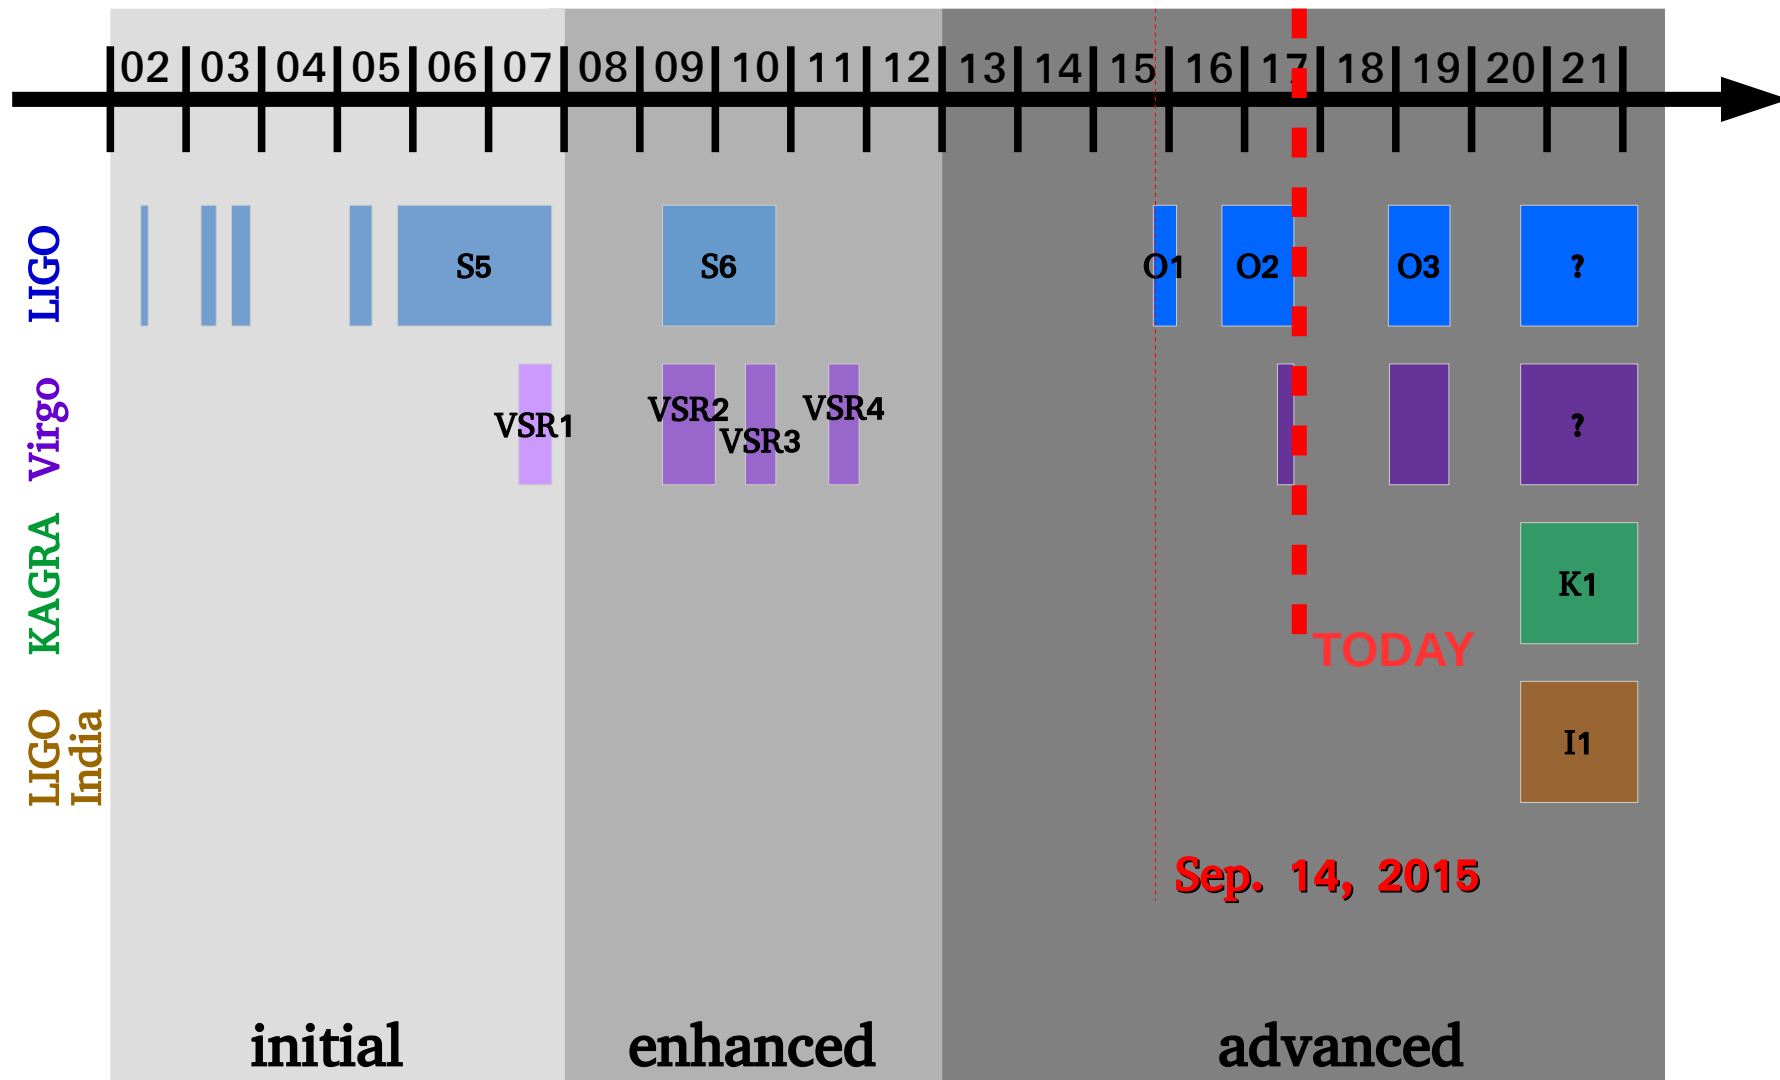 02 03 04 05 06 07 08 09 10 11 12 13 14 15 16 17 18 19 20 21
LIGO
S5
S6
O1
O2
O3
?
Virgo
VSR1
VSR2
VSR3
VSR4
?
KAGRA
K1
TODAY
LIGO
India
I1
Sep. 14, 2015
initial
enhanced
advanced